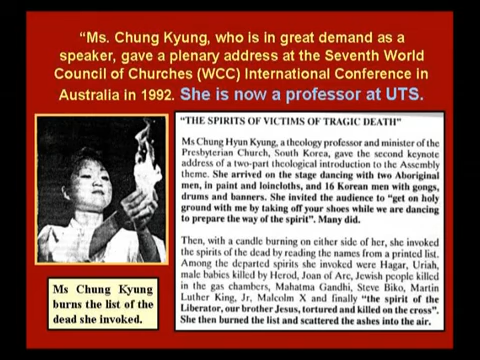 “Ms. Chung Kyung, who is in great demand as a
speaker, gave a plenary address at the Seventh World
Council of Churches (WCC) International Conference in
Australia in 1992. She is now a professor at UTS.
"THE SPIRITS OF VICTIMS OF TRAGIC DEATH"
Ms Chung Hyun Kyung, a theology professor and minister of the
Presbyterian Church, South Korea, gave the second keynote
address of a two-part theological introduction to the Assembly
theme. She arrived on the stage dancing with two Aboriginal
men, in paint and loincloths, and 16 Korean men with gongs,
drums and banners. She invited the audience to "get on holy
ground with me by taking off your shoes while we are dancing
to prepare the way of the spirit". Many did.
Then, with a candle burning on either side of her, she invoked
the spirits of the dead by reading the names from a printed list.
Among the departed spirits she invoked were Hagar, Uriah,
male babies killed by Herod, Joan of Arc, Jewish people killed
in the gas chambers, Mahatma Gandhi, Steve Biko, Martin
Luther King, Jr, Malcolm X and finally "the spirit of the
Liberator, our brother Jesus, tortured and killed on the cross".
She then burned the list and scattered the ashes into the air.
Ms Chung Kyung
burns the list of the
dead she invoked.